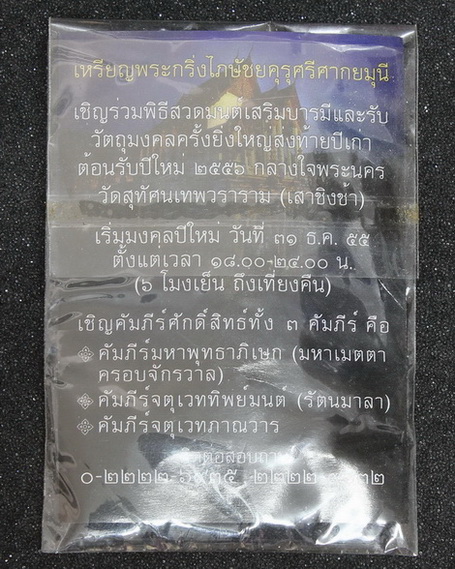 เหรียญพระกริ่งไภษัชยคุรุศรีศากยมุนี
เชิญร่วมพิธีสวดมนต์เสริมบารมีและรับ
วัตถุมงคลครั้งยิ่งใหญ่ส่งท้ายปีเก่า
ต้อนรับปีใหม่ ๒๕๕๖ กลางใจพระนคร
วัดสุทัศนเทพวราราม (เสาชิงช้า)
เริ่มมงคลปีใหม่ วันที่ ๓๑ ธ.ค. ๕๕
ตั้งแต่เวลา ๑๘.๐๐-๒๔.๐๐ น.
(๖ โมงเย็น ถึงเที่ยงคืน)
เชิญคัมภีร์ศักดิ์สิทธ์ทั้ง ๓ คัมภีร์ คือ
คัมภีร์มหาพุทธาภิเษก (มหาเมตตา
ครอบจักรวาล)
คัมภีร์จตุเวททิพย์มนต์ (รัตนมาลา)
คัมภีร์จตุเวทภาณวาร
สอบถาม
๐-๒๒๒๒